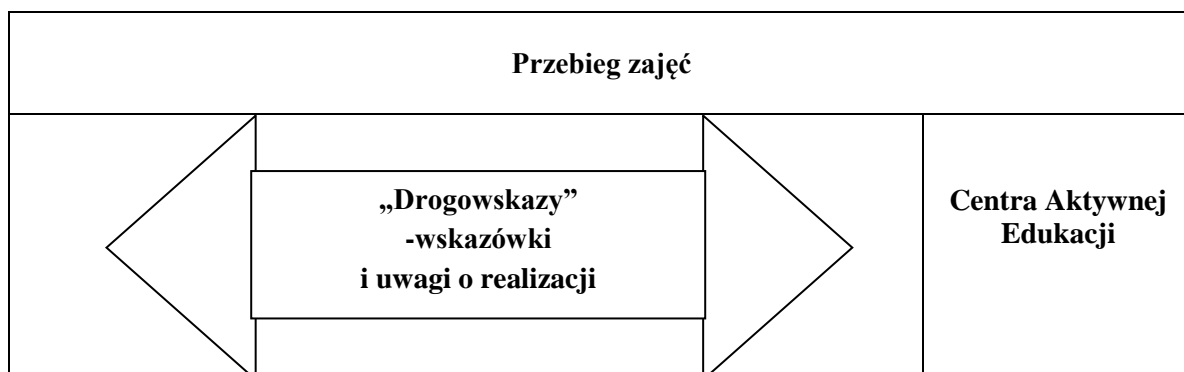 Przebieg zajęć
„Drogowskazy”
-wskazówki
i uwagi o realizacji
Centra Aktywnej
Edukacji